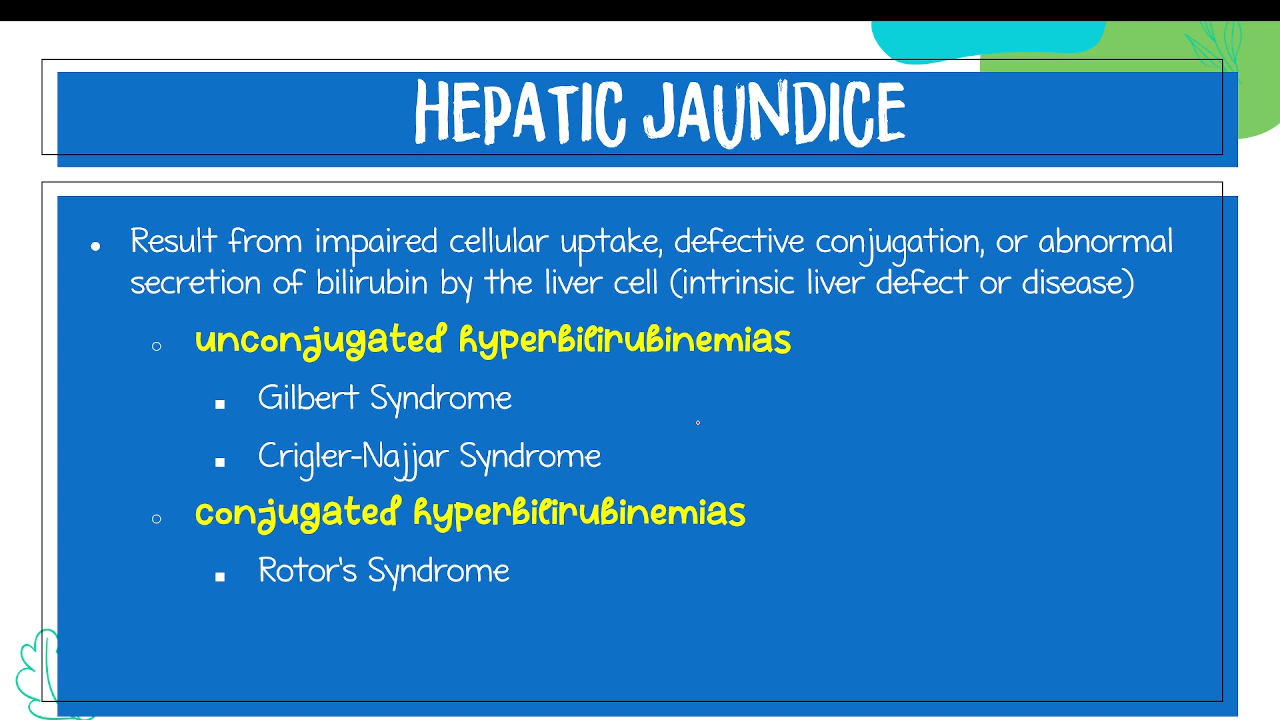 HEPATIC JAUNDICE
Result from impaired cellular uptake, defective conjugation, or abnormal
secretion of bilirubin by the liver cell (intrinsic liver defect or disease)
unconjugated hyperbilirubinemias
Gilbert Syndrome
Crigler-Najjar Syndrome
conjugated hyperbilirubinemias
Rotor's Syndrome